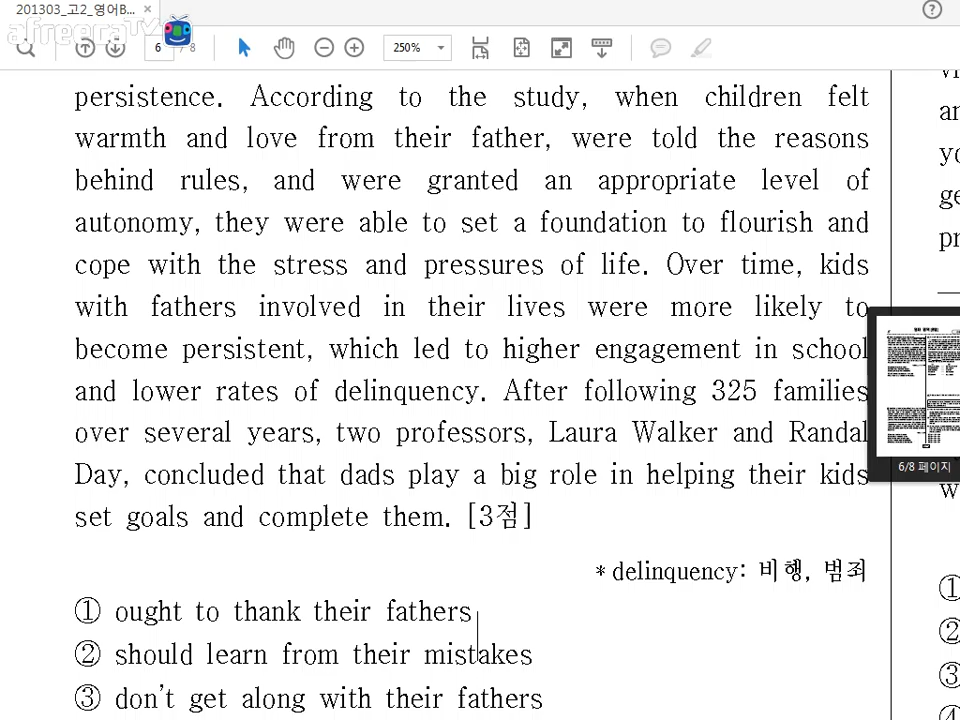 201303_고2_영어B...
×
afreecaTV
6 / 8
250%
persistence. According to the study, when children felt
warmth and love from their father, were told the reasons
behind rules, and were granted an appropriate level of
autonomy, they were able to set a foundation to flourish and
cope with the stress and pressures of life. Over time, kids
with fathers involved in their lives were more likely to
become persistent, which led to higher engagement in school
and lower rates of delinquency. After following 325 families
over several years, two professors, Laura Walker and Randal
Day, concluded that dads play a big role in helping their kids
set goals and complete them. [3점]
* delinquency: 비행, 범죄
① ought to thank their fathers
② should learn from their mistakes
③ don't get along with their fathers
6/8 페이지
①
②
③
④